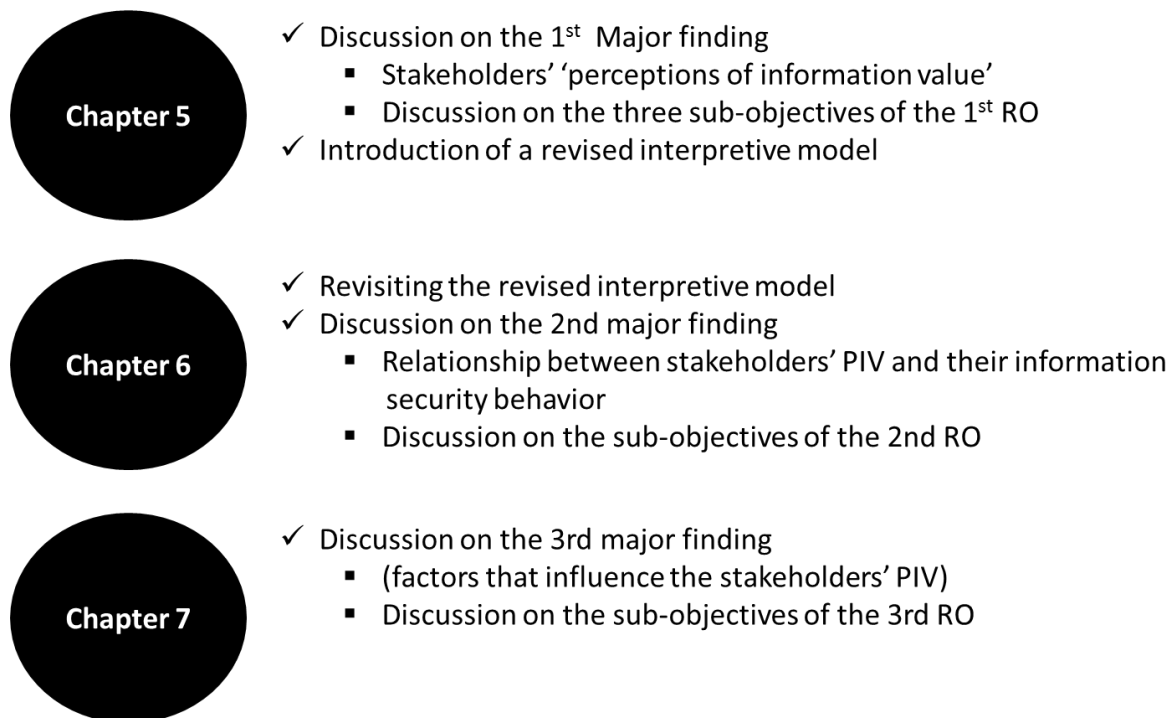 Chapter 5
✓ Discussion on the 1st Major finding
▪ Stakeholders’ ‘perceptions of information value’
▪ Discussion on the three sub-objectives of the 1st RO
✓ Introduction of a revised interpretive model
Chapter 6
✓ Revisiting the revised interpretive model
✓ Discussion on the 2nd major finding
▪ Relationship between stakeholders’ PIV and their information
security behavior
▪ Discussion on the sub-objectives of the 2nd RO
Chapter 7
✓ Discussion on the 3rd major finding
▪ (factors that influence the stakeholders’ PIV)
▪ Discussion on the sub-objectives of the 3rd RO